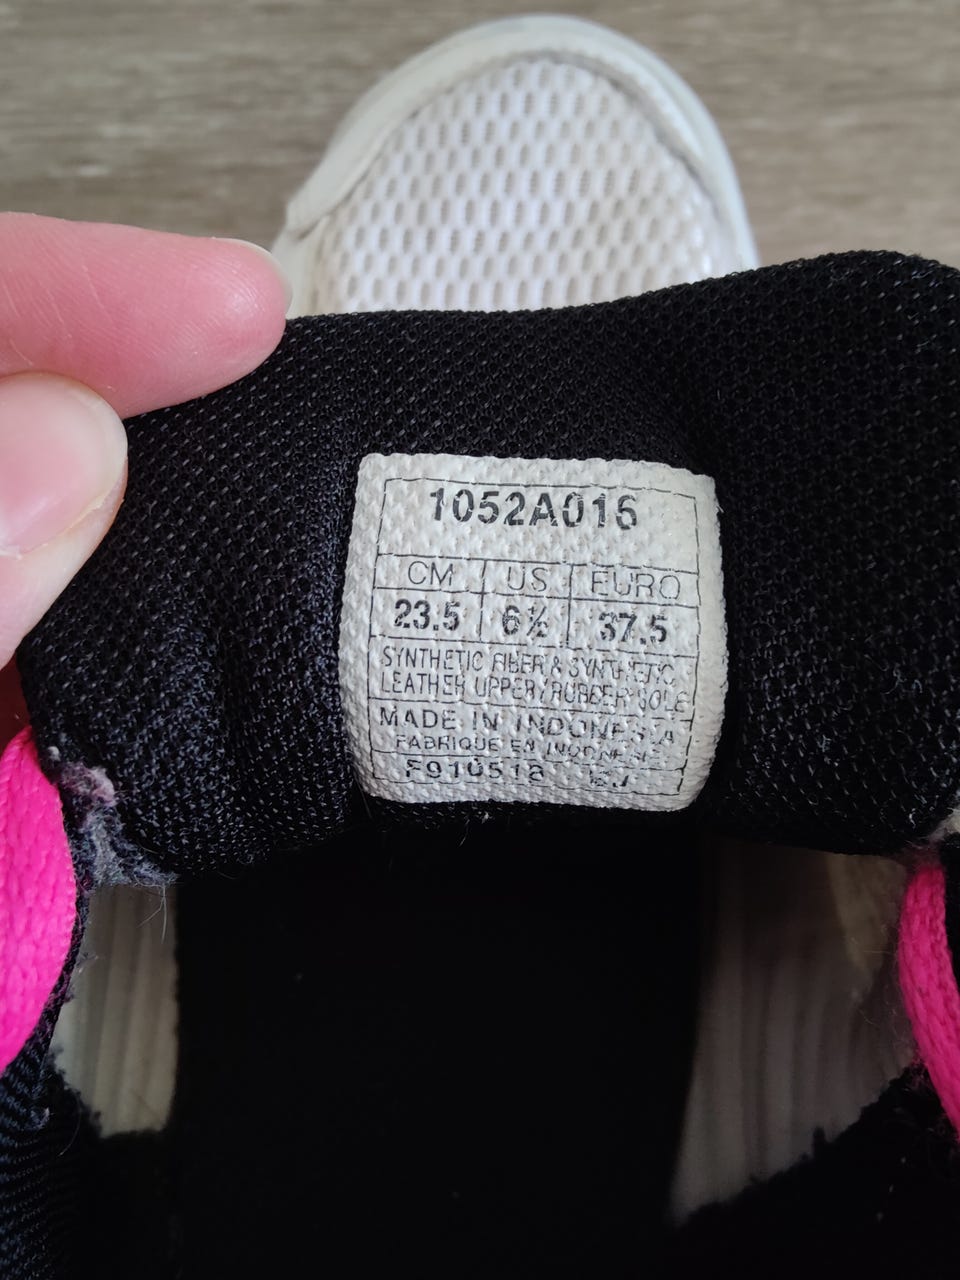 1052A016
CM US EURO
23.5 6½ 37.5
SYNTHETIC FIBER & SYNTHETIC
LEATHER UPPER/RUBBER SOLE
MADE IN INDONESIA
FABRIQUE EN INDONESIE
F910518